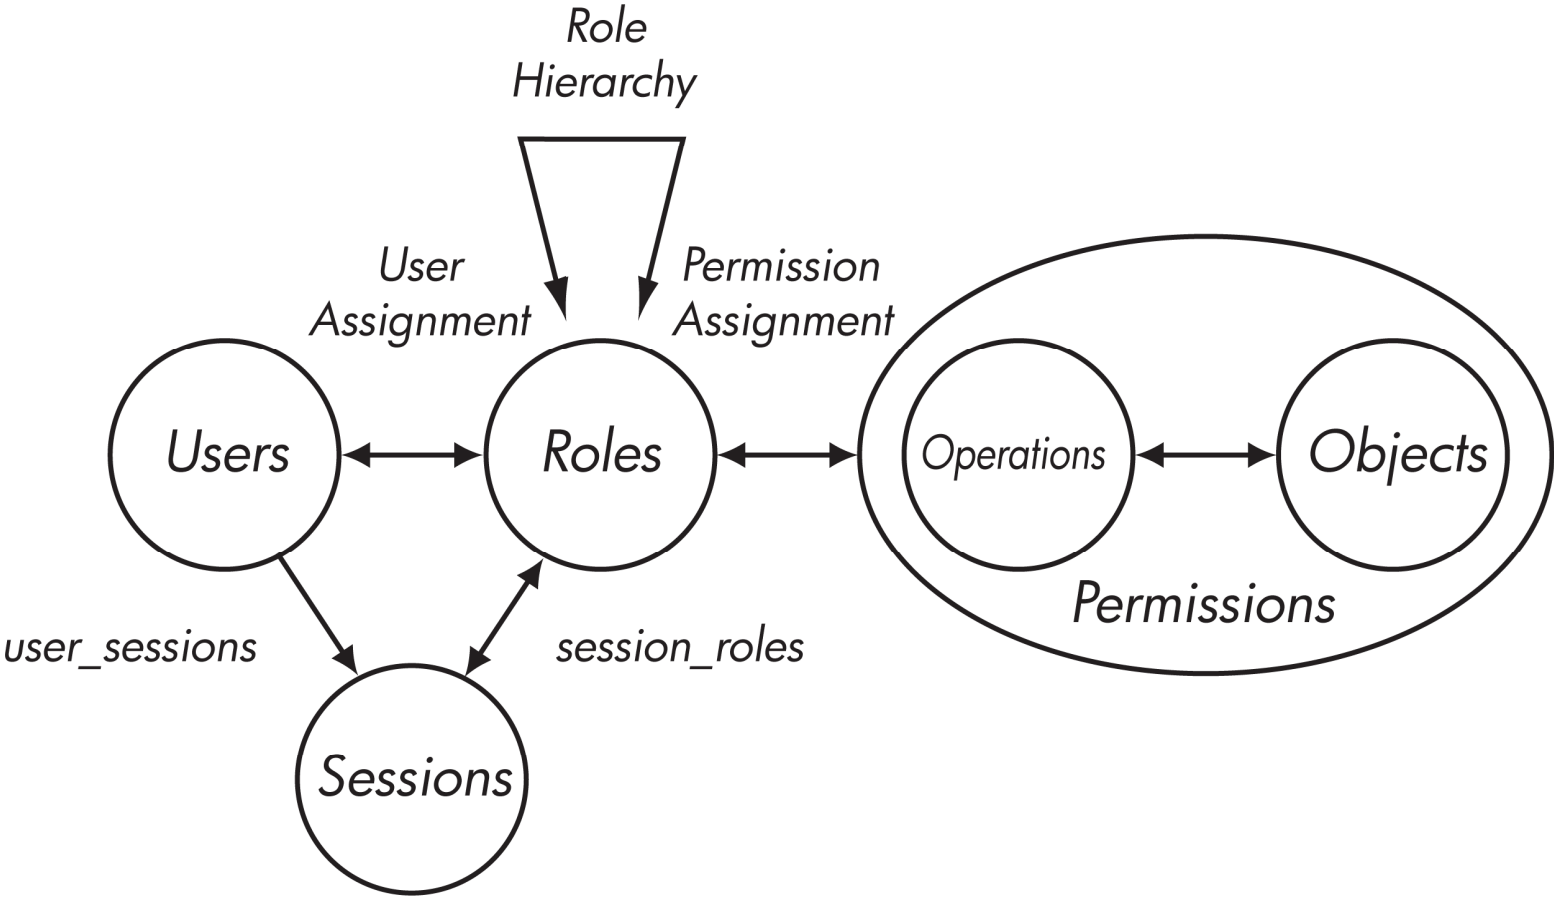 Role
Hierarchy
User
Assignment
Permission
Assignment
Users
Roles
Operations
Objects
Permissions
user_sessions
session_roles
Sessions